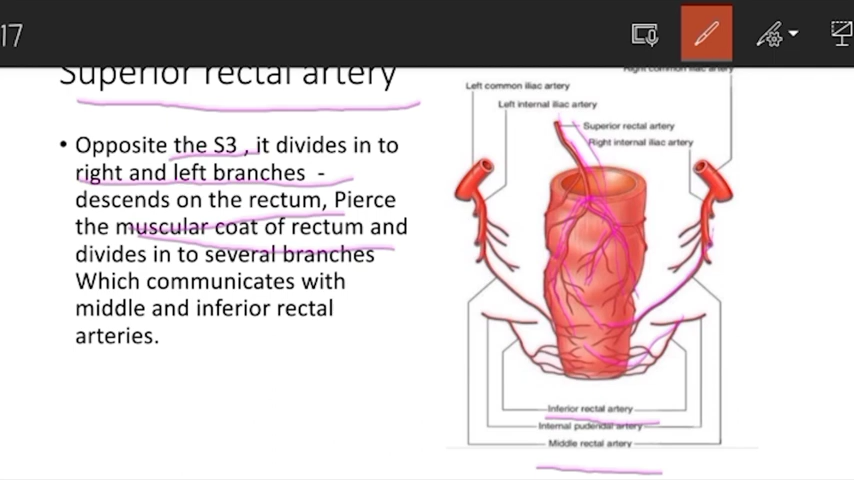 17
Superior rectal artery
• Opposite the S3 , it divides in to
right and left branches -
descends on the rectum, Pierce
the muscular coat of rectum and
divides in to several branches
Which communicates with
middle and inferior rectal
arteries.
Right common iliac artery
Left common iliac artery
Left internal iliac artery
Superior rectal artery
Right internal iliac artery
Inferior rectal artery
Internal pudendal artery
Middle rectal artery